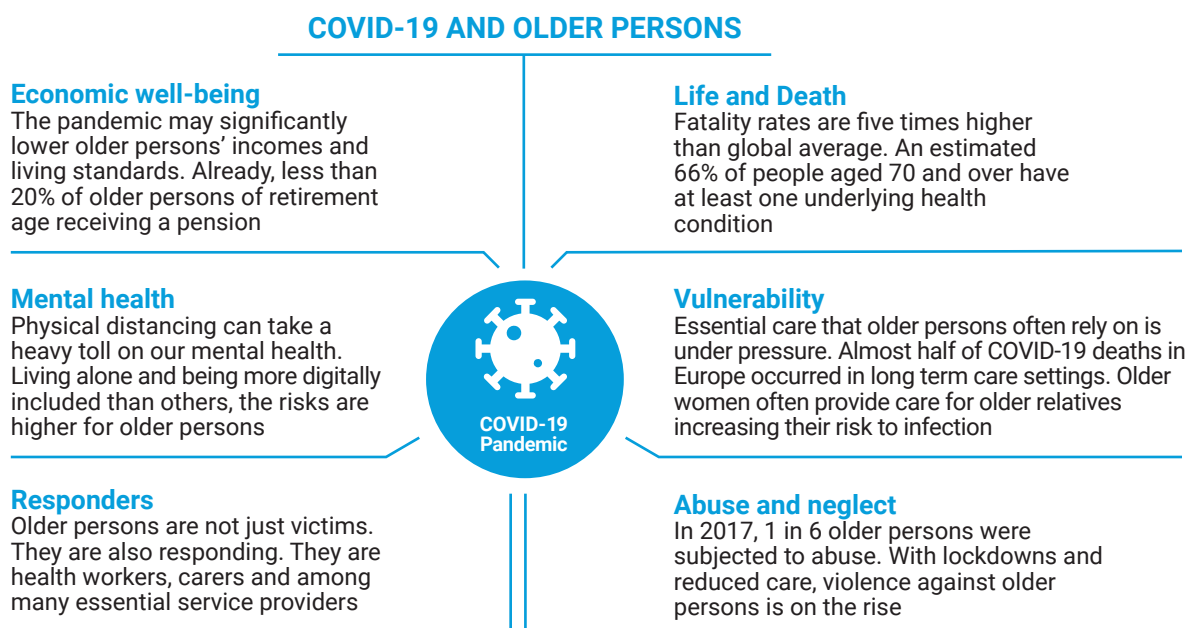 COVID-19 AND OLDER PERSONS
Economic well-being
The pandemic may significantly
lower older persons' incomes and
living standards. Already, less than
20% of older persons of retirement
age receiving a pension
Life and Death
Fatality rates are five times higher
than global average. An estimated
66% of people aged 70 and over have
at least one underlying health
condition
Mental health
Physical distancing can take a
heavy toll on our mental health.
Living alone and being more digitally
included than others, the risks are
higher for older persons
COVID-19
Pandemic
Vulnerability
Essential care that older persons often rely on is
under pressure. Almost half of COVID-19 deaths in
Europe occurred in long term care settings. Older
women often provide care for older relatives
increasing their risk to infection
Responders
Older persons are not just victims.
They are also responding. They are
health workers, carers and among
many essential service providers
Abuse and neglect
In 2017, 1 in 6 older persons were
subjected to abuse. With lockdowns and
reduced care, violence against older
persons is on the rise